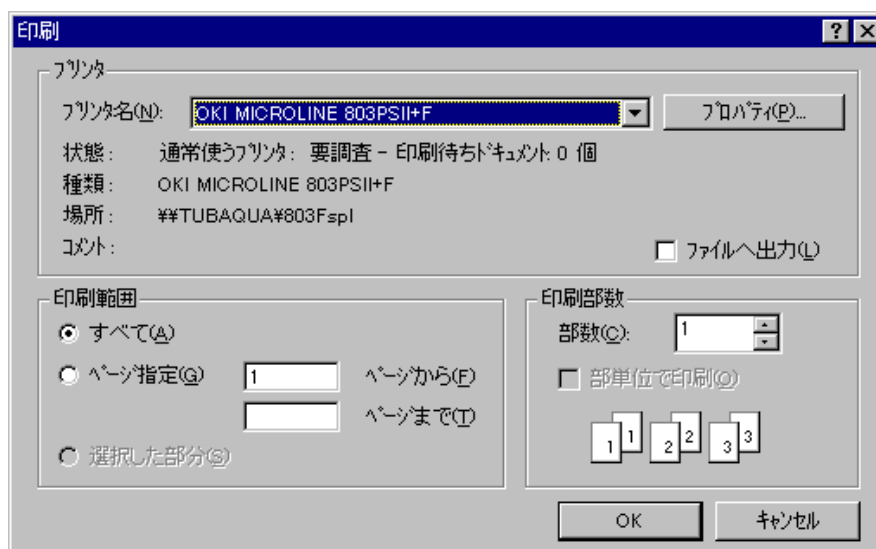 印刷
プリンタ
プリンタ名(N): OKI MICROLINE 803PSII+F プロパティ(P)...
状態: 通常使うプリンタ: 要調査 - 印刷待ちドキュメント: 0 個
種類: OKI MICROLINE 803PSII+F
場所: ¥¥TUBAQUA¥803Fspl
コメント:
ファイルへ出力(L)
印刷範囲
すべて(A)
ページ指定(G) 1 ページから(F)
ページまで(T)
選択した部分(S)
印刷部数
部数(C): 1
部単位で印刷(O)
1 1 2 2 3 3
OK キャンセル